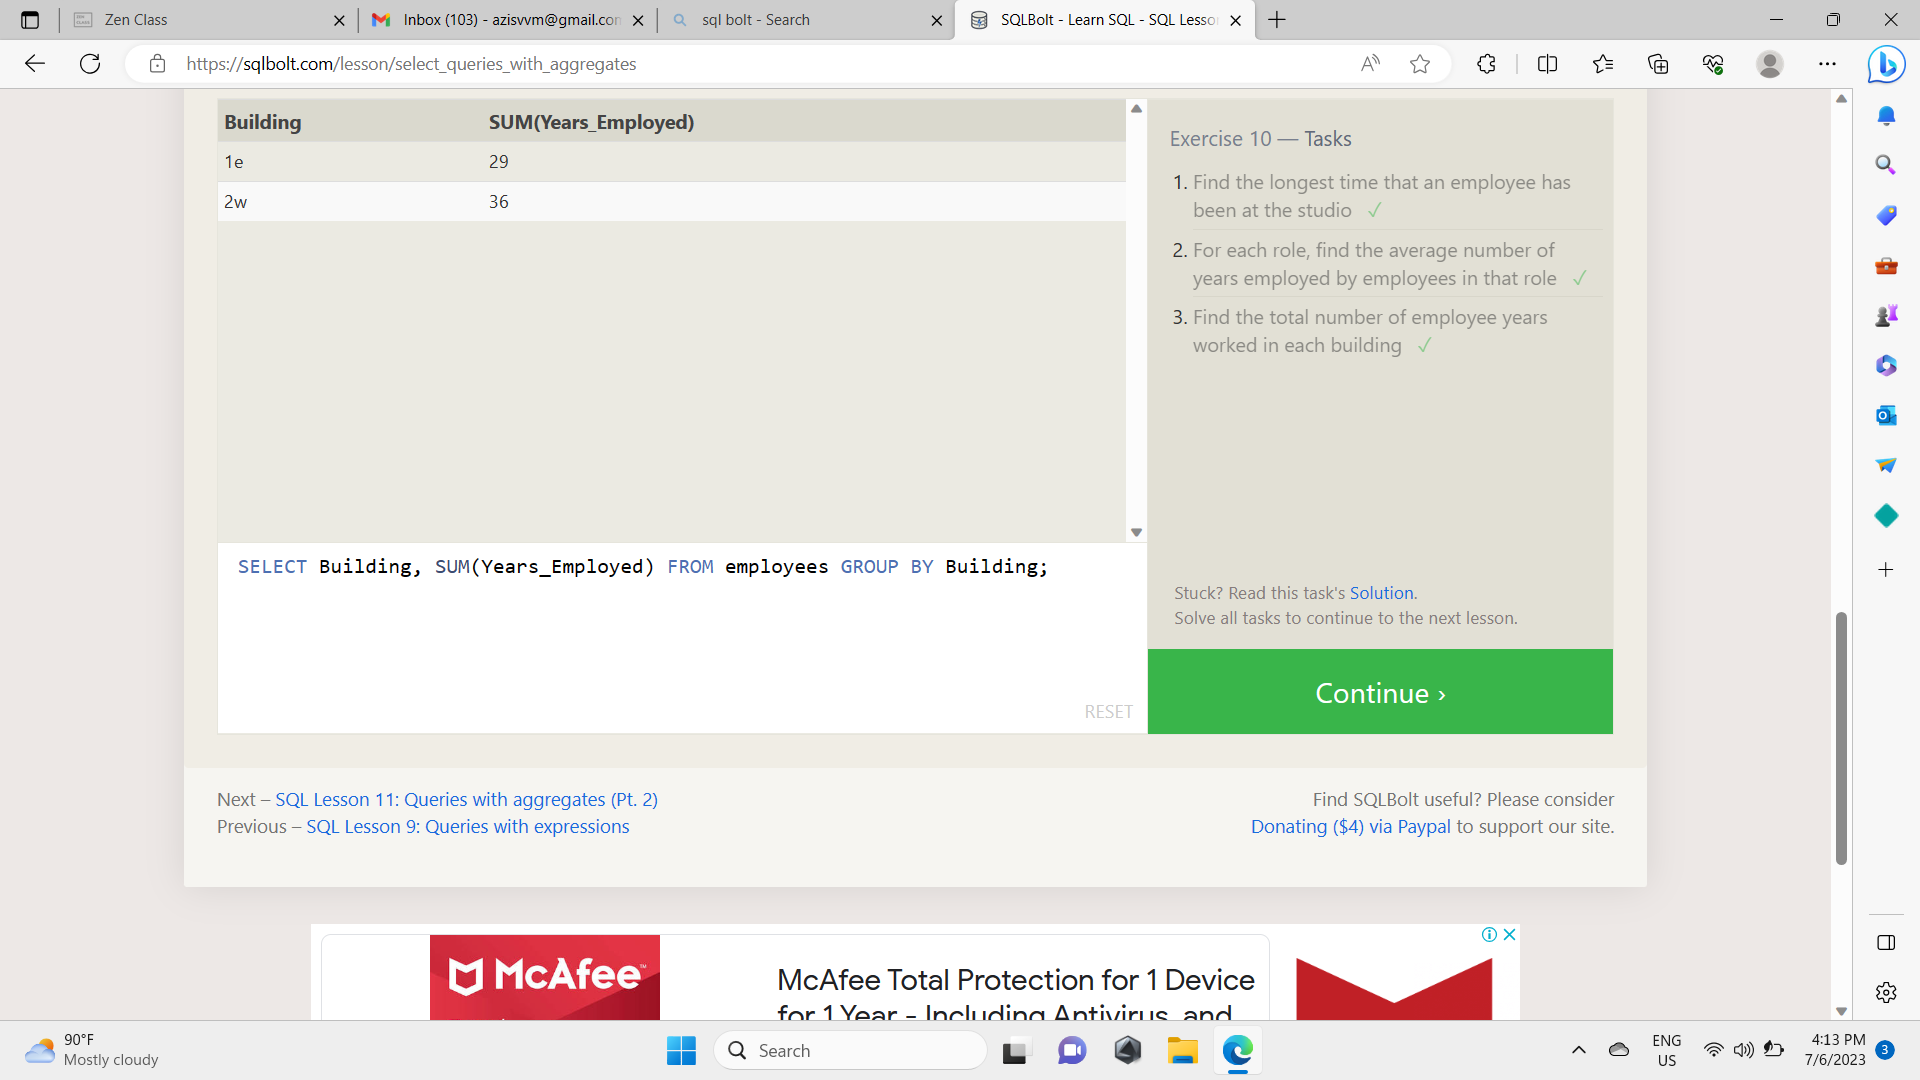 Zen Class
Inbox (103) - azisvvm@gmail.con
sql bolt - Search
SQLBolt - Learn SQL - SQL Lesso
https://sqlbolt.com/lesson/select_queries_with_aggregates
Building SUM(Years_Employed)
1e 29
2w 36
SELECT Building, SUM(Years_Employed) FROM employees GROUP BY Building;
RESET
Exercise 10 — Tasks
1. Find the longest time that an employee has
been at the studio ✓
2. For each role, find the average number of
years employed by employees in that role ✓
3. Find the total number of employee years
worked in each building ✓
Stuck? Read this task's Solution.
Solve all tasks to continue to the next lesson.
Continue ›
Next – SQL Lesson 11: Queries with aggregates (Pt. 2)
Previous – SQL Lesson 9: Queries with expressions
Find SQLBolt useful? Please consider
Donating ($4) via Paypal to support our site.
McAfee™
McAfee Total Protection for 1 Device
for 1 Year - Including Antivirus, and
90°F
Mostly cloudy
Search
ENG
US
4:13 PM
7/6/2023
3